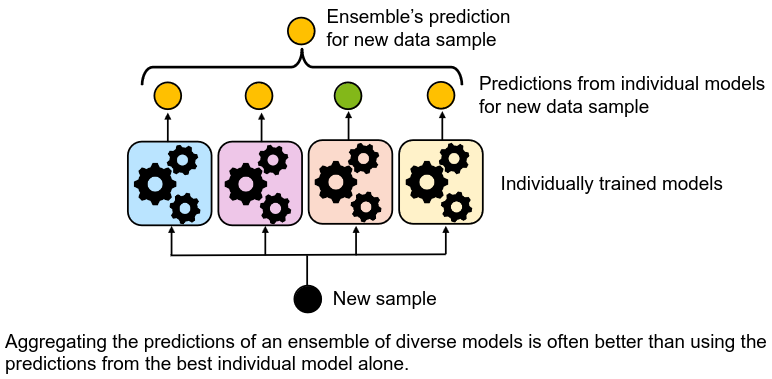 Ensemble’s prediction
for new data sample
Predictions from individual models
for new data sample
Individually trained models
New sample
Aggregating the predictions of an ensemble of diverse models is often better than using the
predictions from the best individual model alone.